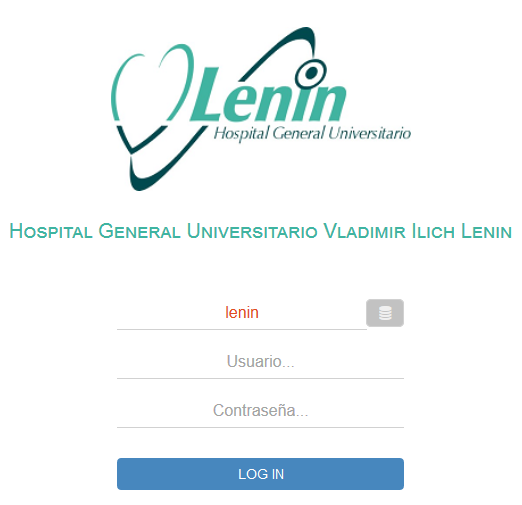 Lenin
Hospital General Universitario
Hospital General Universitario Vladimir Ilich Lenin
lenin
Usuario...
Contraseña...
LOG IN